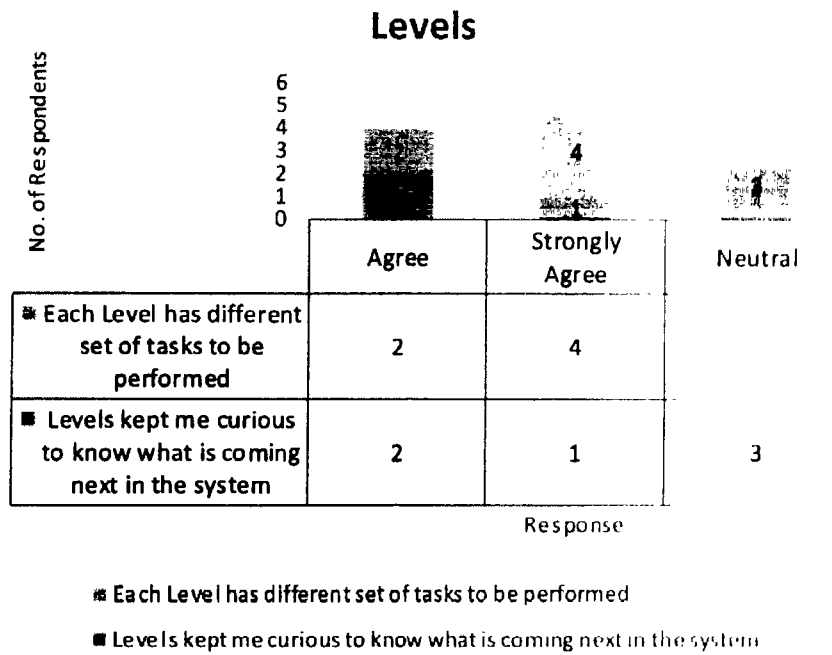 Levels
No. of Respondents
6
5
4
3
2
1
0
4
1
Agree
Strongly
Agree
Neutral
Each Level has different
set of tasks to be
performed
2
4
Levels kept me curious
to know what is coming
next in the system
2
1
3
Response
Each Level has different set of tasks to be performed
Levels kept me curious to know what is coming next in the system